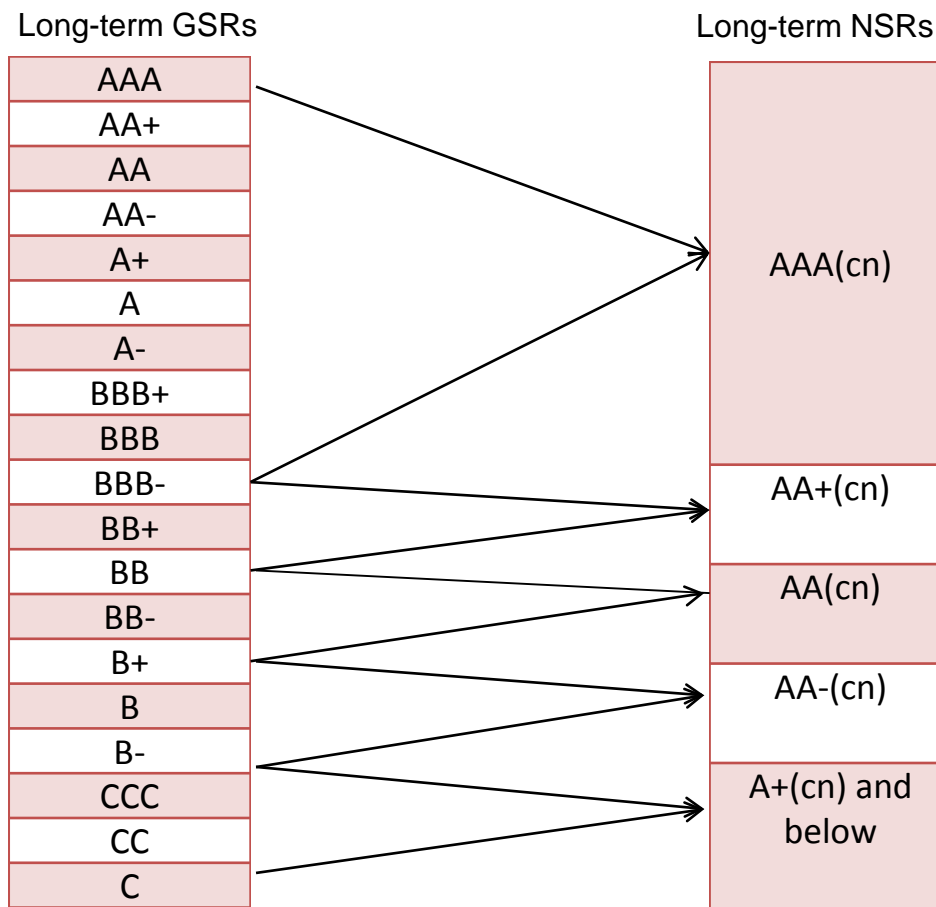 Long-term GSRs
AAA
AA+
AA
AA-
A+
A
A-
BBB+
BBB
BBB-
BB+
BB
BB-
B+
B
B-
CCC
CC
C
Long-term NSRs
AAA(cn)
AA+(cn)
AA(cn)
AA-(cn)
A+(cn) and
below